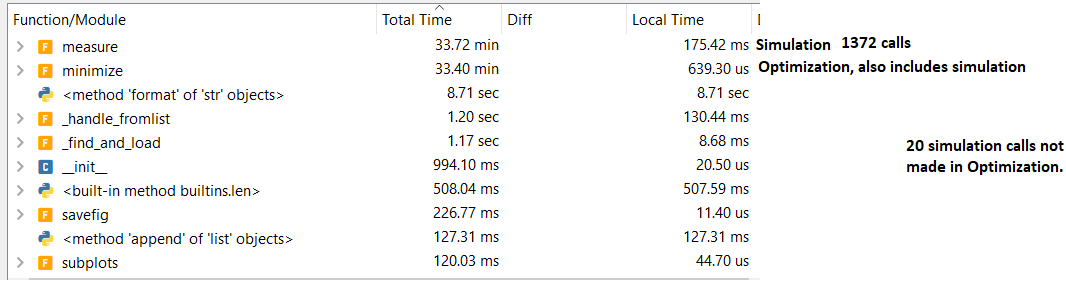 Function/Module Total Time Diff Local Time
F measure 33.72 min 175.42 ms Simulation 1372 calls
F minimize 33.40 min 639.30 us Optimization, also includes simulation
<method 'format' of 'str' objects> 8.71 sec 8.71 sec
F _handle_fromlist 1.20 sec 130.44 ms
F _find_and_load 1.17 sec 8.68 ms
20 simulation calls not
made in Optimization.
C __init__ 994.10 ms 20.50 us
<built-in method builtins.len> 508.04 ms 507.59 ms
F savefig 226.77 ms 11.40 us
<method 'append' of 'list' objects> 127.31 ms 127.31 ms
F subplots 120.03 ms 44.70 us